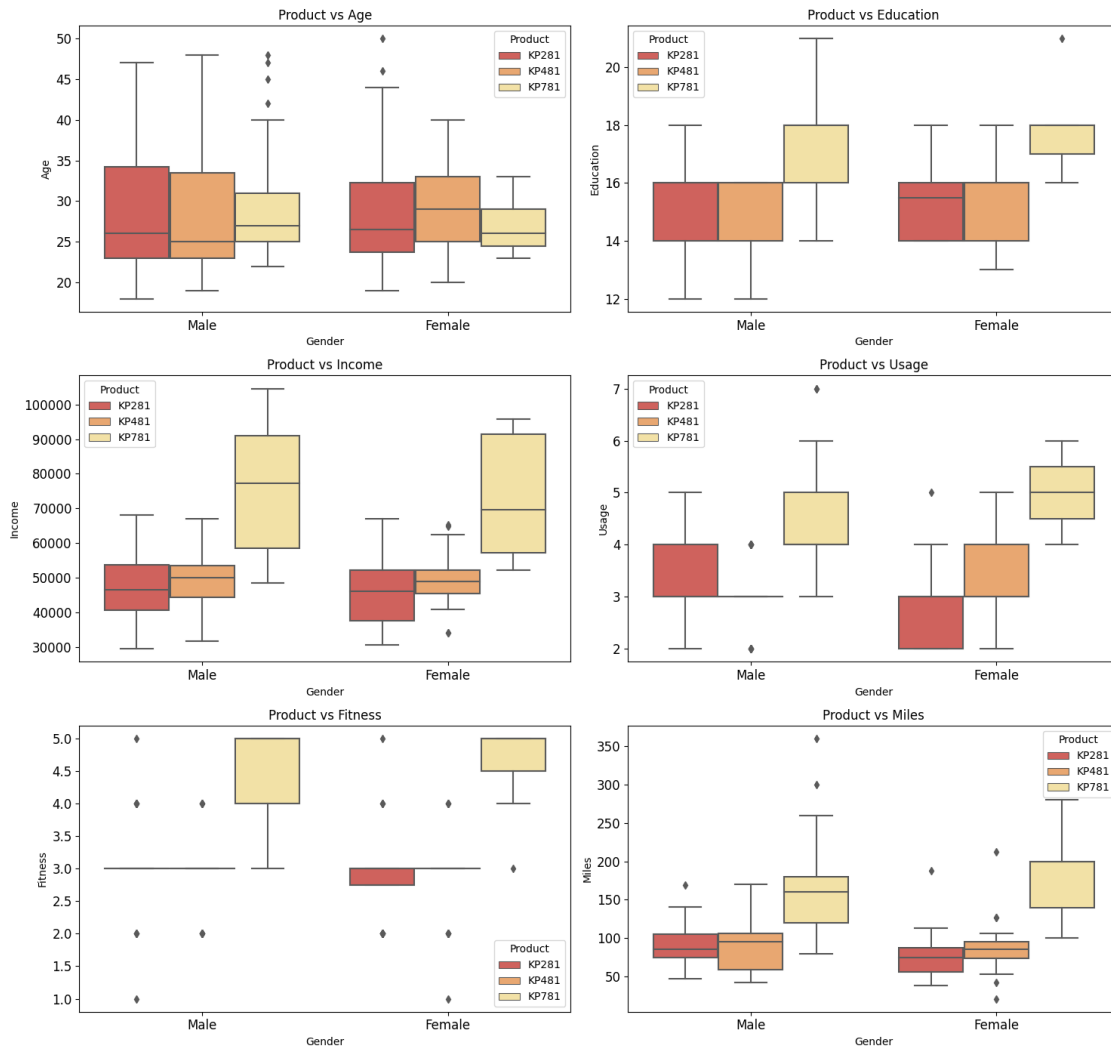 Product vs Age
50
45
40
35
30
25
20
Age
Product
KP281
KP481
KP781
Male
Female
Gender
Product vs Education
20
18
16
14
12
Education
Product
KP281
KP481
KP781
Male
Female
Gender
Product vs Income
100000
90000
80000
70000
60000
50000
40000
30000
Income
Product
KP281
KP481
KP781
Male
Female
Gender
Product vs Usage
7
6
5
4
3
2
Usage
Product
KP281
KP481
KP781
Male
Female
Gender
Product vs Fitness
5.0
4.5
4.0
3.5
3.0
2.5
2.0
1.5
1.0
Fitness
Product
KP281
KP481
KP781
Male
Female
Gender
Product vs Miles
350
300
250
200
150
100
50
Miles
Product
KP281
KP481
KP781
Male
Female
Gender